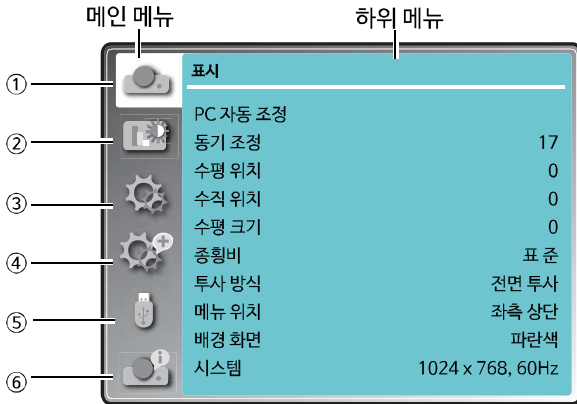 메인 메뉴 하위 메뉴
① 표시
PC 자동 조정
② 동기 조정 17
수평 위치 0
③ 수직 위치 0
수평 크기 0
④ 종횡비 표 준
투사 방식 전면 투사
⑤ 메뉴 위치 좌측 상단
배경 화면 파란색
⑥ 시스템 1024 x 768, 60Hz